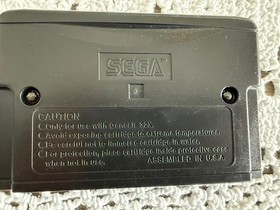 SEGA
CAUTION
Only for use with Genesis 32X.
Avoid exposing cartridge to extreme temperatures.
Be careful not to immerse cartridge in water.
For protection, place cartridge inside protective case
when not in use.
ASSEMBLED IN U.S.A.